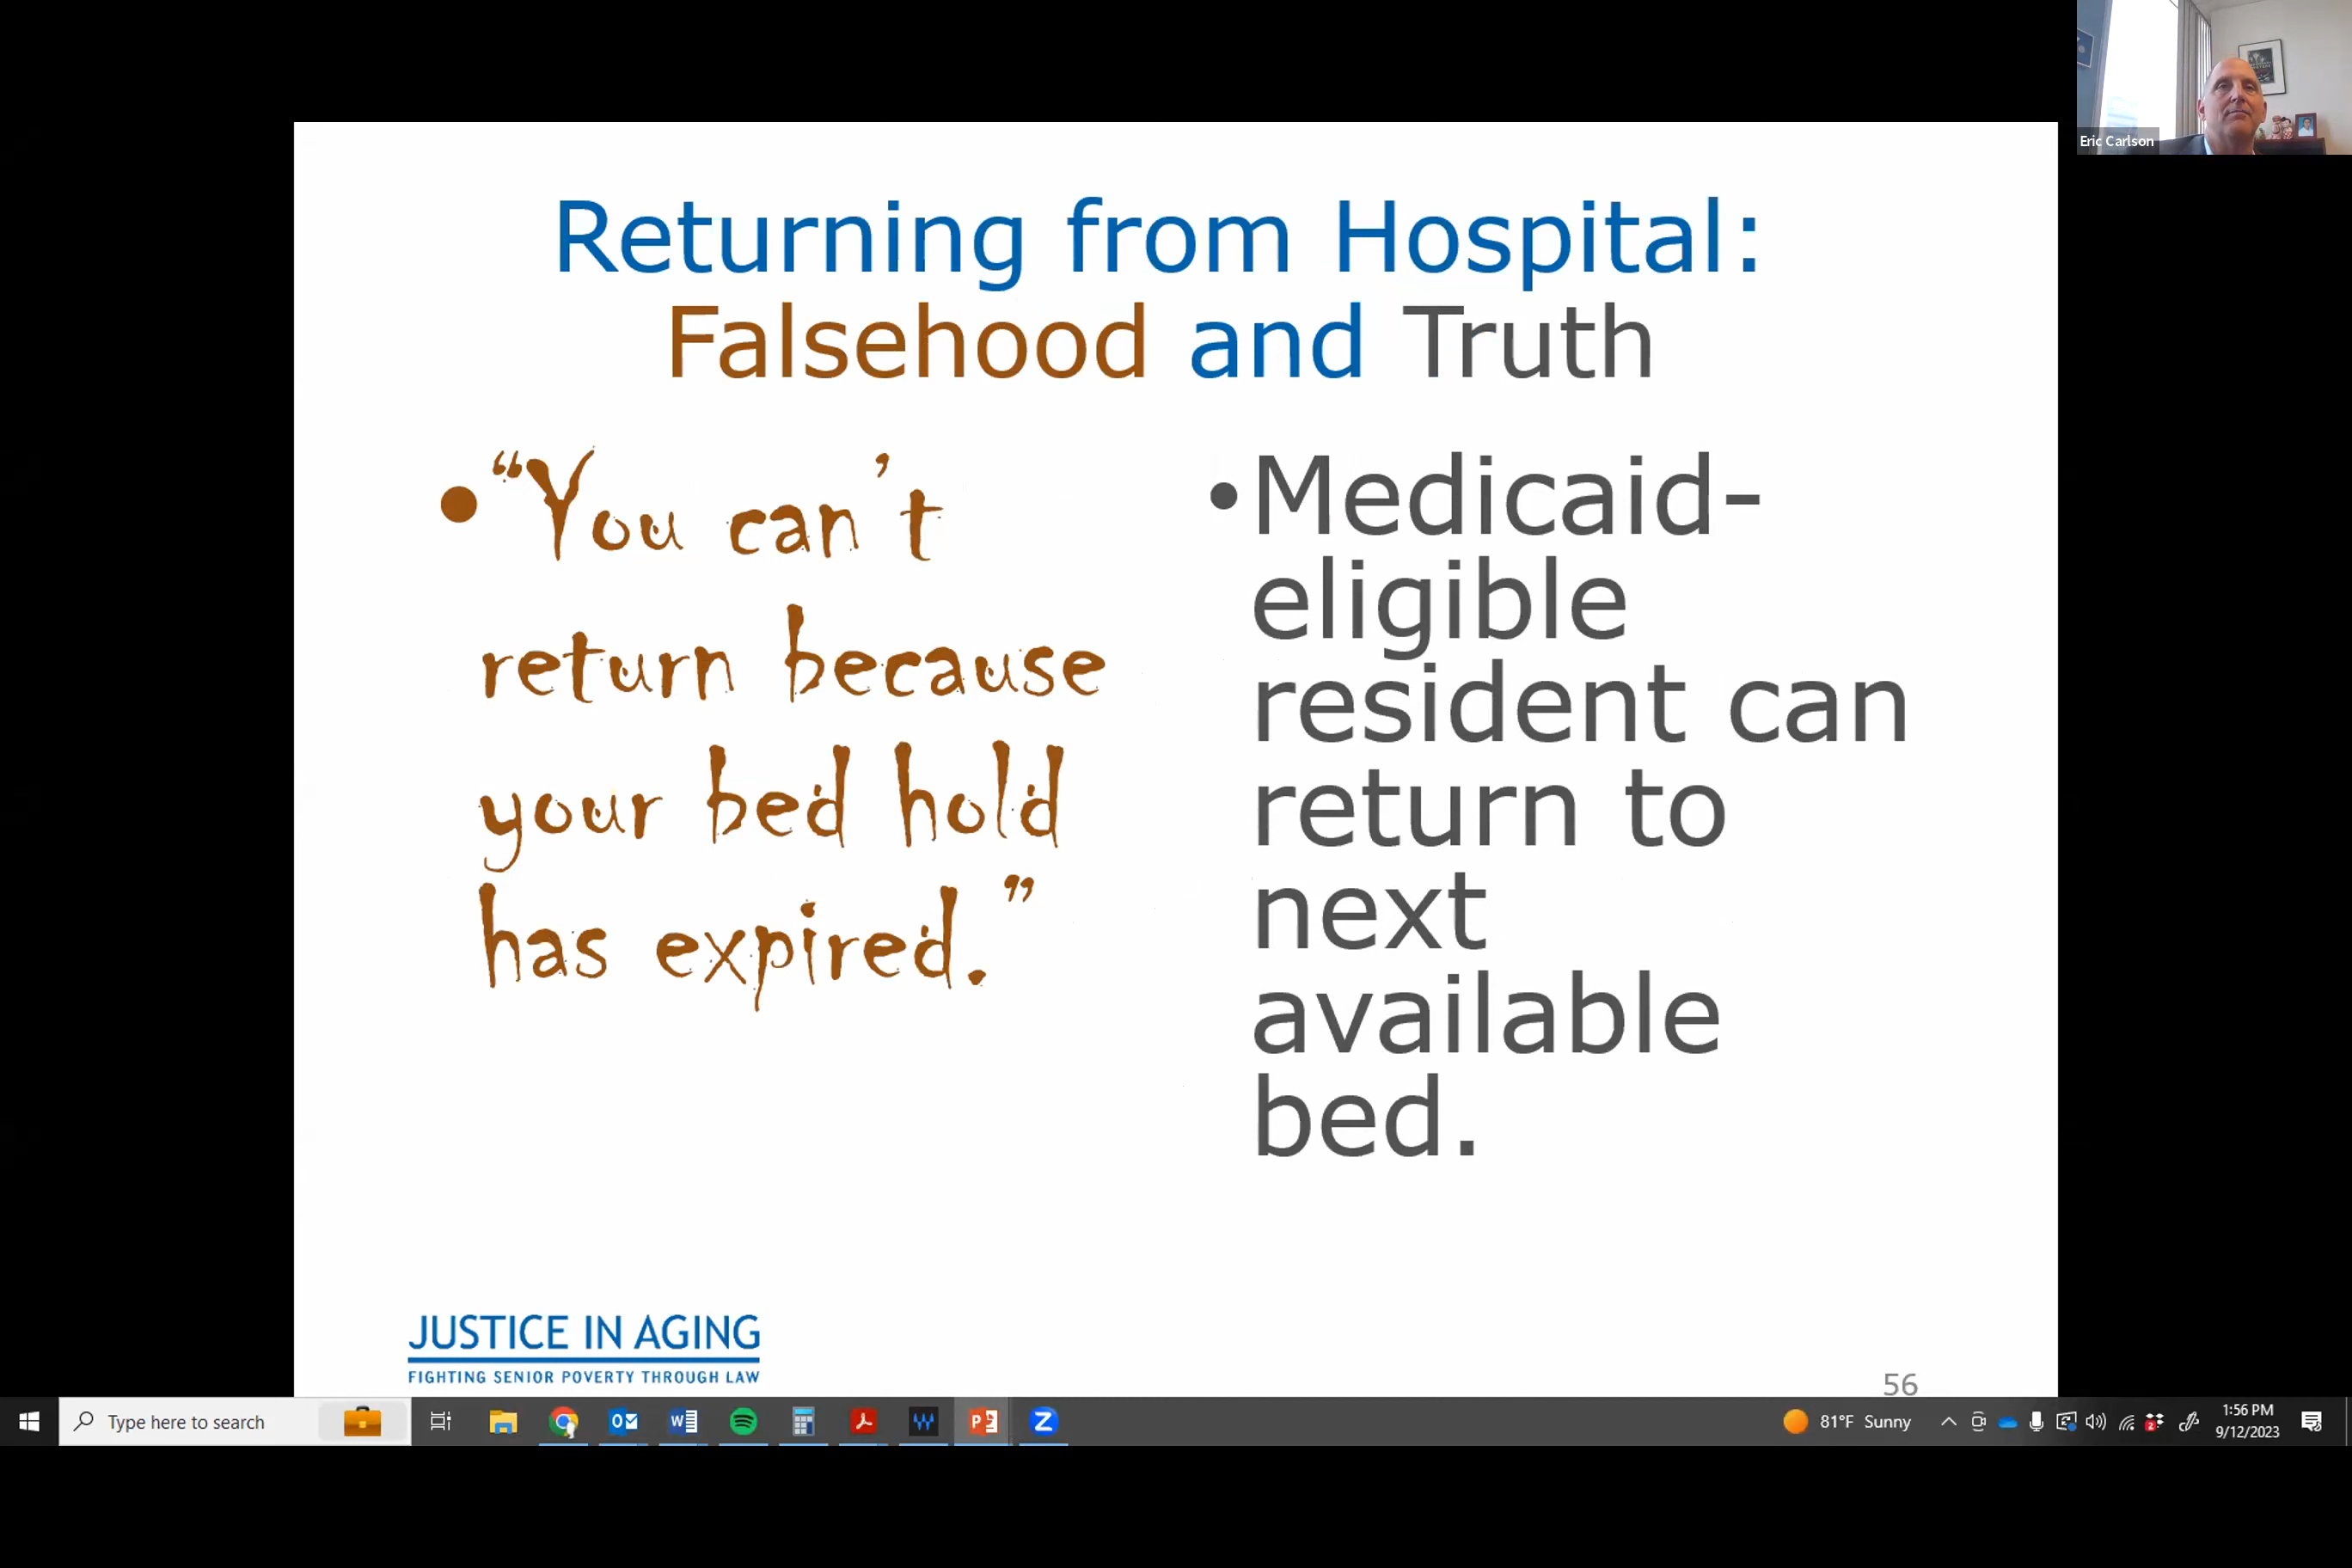 Eric Carlson
Returning from Hospital:
Falsehood and Truth
•“You can’t
return because
your bed hold
has expired.”
•Medicaid-
eligible
resident can
return to
next
available
bed.
JUSTICE IN AGING
FIGHTING SENIOR POVERTY THROUGH LAW
56
Type here to search
81°F Sunny
1:56 PM
9/12/2023